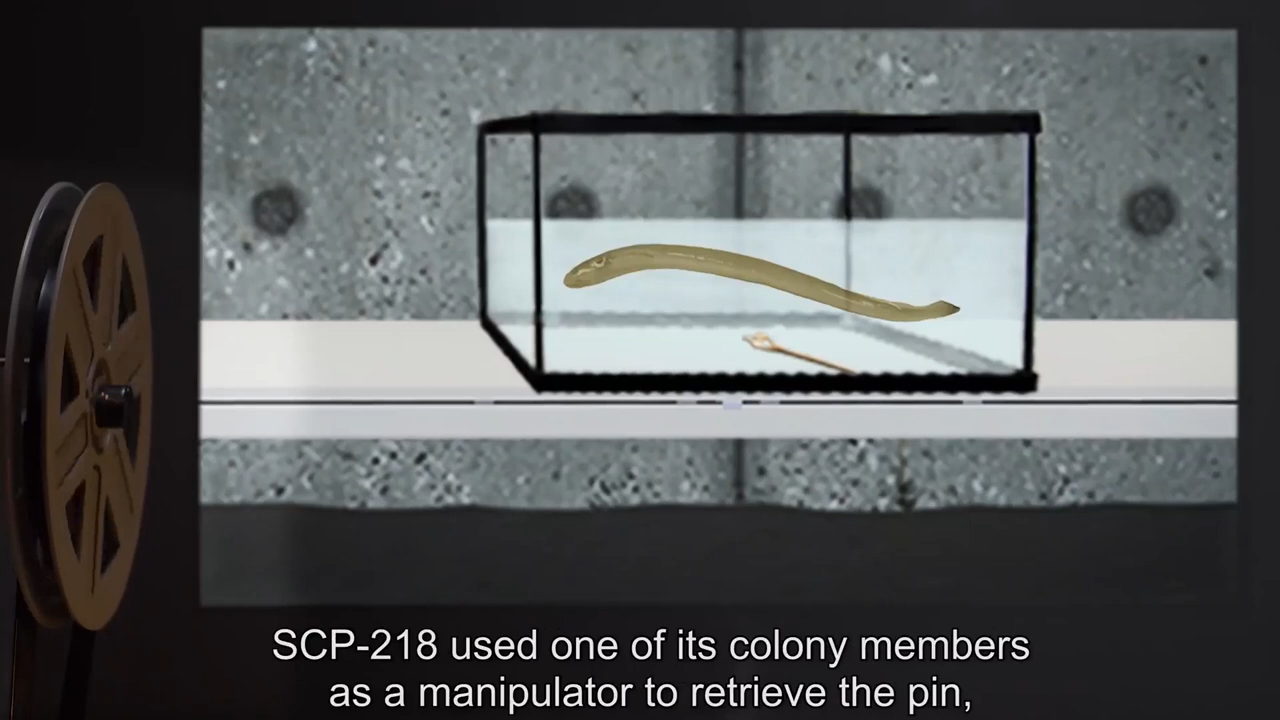 SCP-218 used one of its colony members
as a manipulator to retrieve the pin,